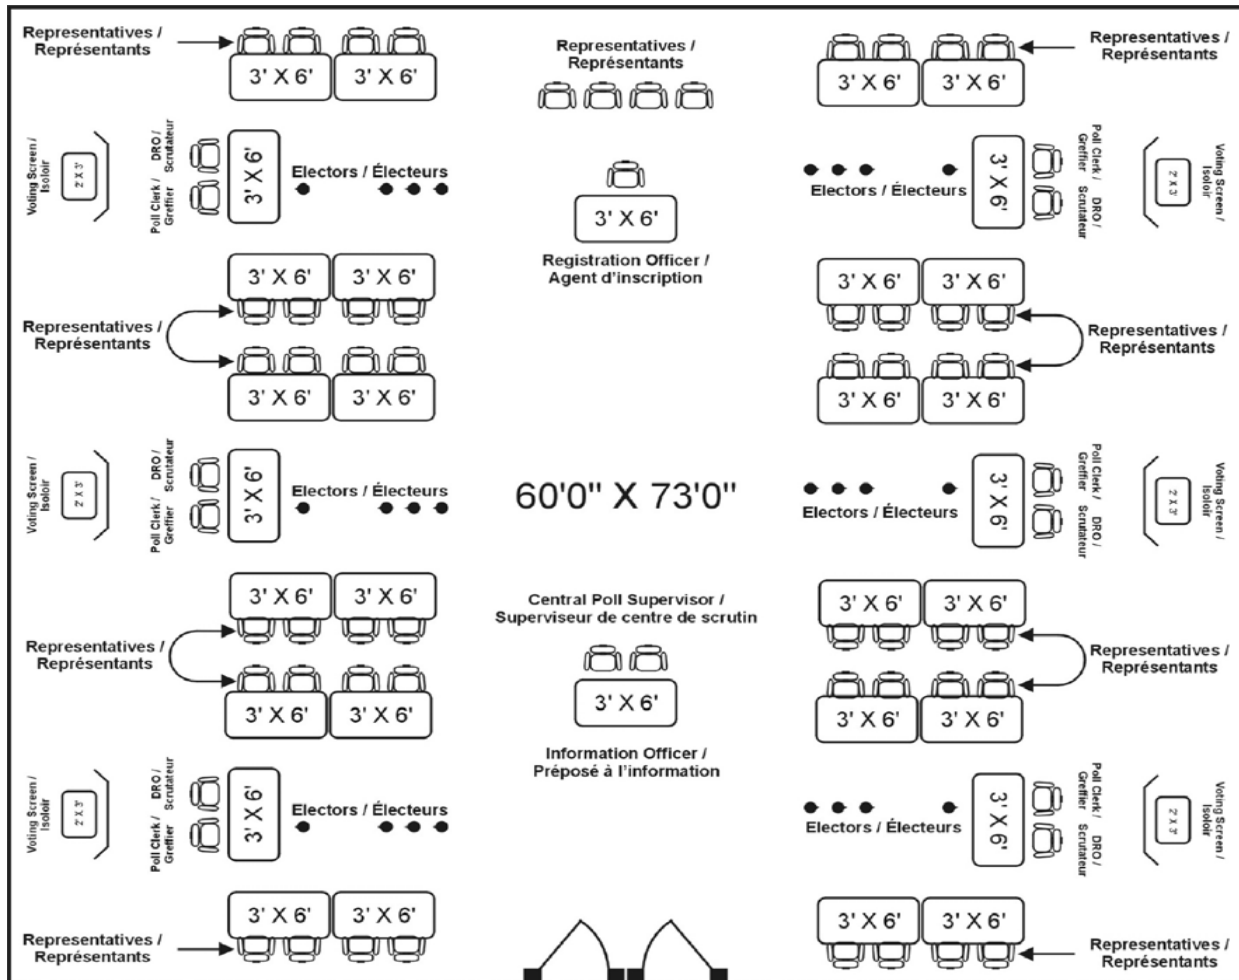 Representatives /
Représentants
3' X 6'
3' X 6'
Representatives /
Représentants
3' X 6'
3' X 6'
Representatives /
Représentants
Voting Screen /
Isoloir
2' X 3'
Poll Clerk / DRO /
Greffier Scrutateur
3' X 6'
Electors / Électeurs
3' X 6'
Registration Officer /
Agent d'inscription
Electors / Électeurs
3' X 6'
Poll Clerk / DRO /
Greffier Scrutateur
2' X 3'
Voting Screen /
Isoloir
Representatives /
Représentants
3' X 6'
3' X 6'
3' X 6'
3' X 6'
3' X 6'
3' X 6'
3' X 6'
3' X 6'
Representatives /
Représentants
Voting Screen /
Isoloir
2' X 3'
Poll Clerk / DRO /
Greffier Scrutateur
3' X 6'
Electors / Électeurs
60'0" X 73'0"
Electors / Électeurs
3' X 6'
Poll Clerk / DRO /
Greffier Scrutateur
2' X 3'
Voting Screen /
Isoloir
Representatives /
Représentants
3' X 6'
3' X 6'
3' X 6'
3' X 6'
Central Poll Supervisor /
Superviseur de centre de scrutin
3' X 6'
Information Officer /
Préposé à l'information
3' X 6'
3' X 6'
3' X 6'
3' X 6'
Representatives /
Représentants
Voting Screen /
Isoloir
2' X 3'
Poll Clerk / DRO /
Greffier Scrutateur
3' X 6'
Electors / Électeurs
Electors / Électeurs
3' X 6'
Poll Clerk / DRO /
Greffier Scrutateur
2' X 3'
Voting Screen /
Isoloir
Representatives /
Représentants
3' X 6'
3' X 6'
3' X 6'
3' X 6'
Representatives /
Représentants